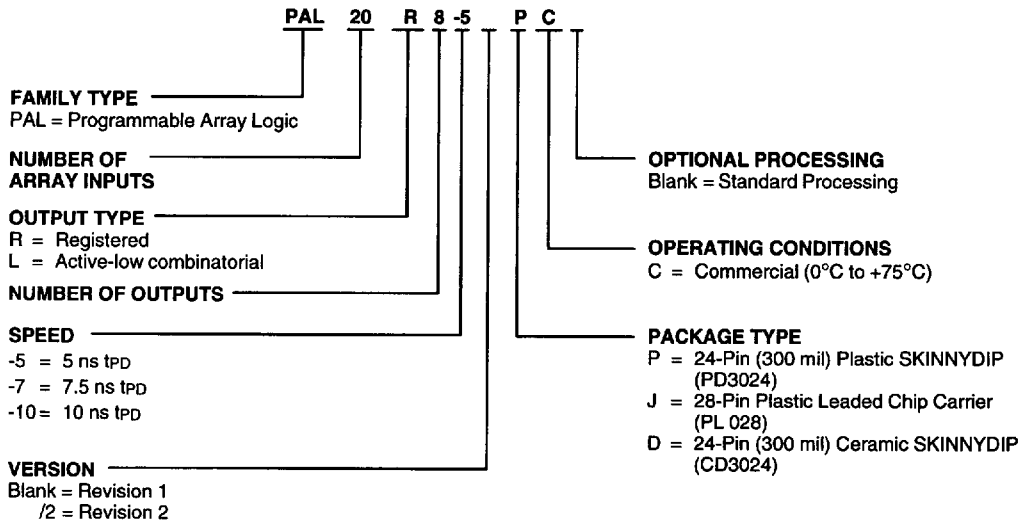 PAL 20 R 8 -5 P C
FAMILY TYPE
PAL = Programmable Array Logic
NUMBER OF
ARRAY INPUTS
OUTPUT TYPE
R = Registered
L = Active-low combinatorial
NUMBER OF OUTPUTS
SPEED
-5 = 5 ns tPD
-7 = 7.5 ns tPD
-10 = 10 ns tPD
VERSION
Blank = Revision 1
/2 = Revision 2
OPTIONAL PROCESSING
Blank = Standard Processing
OPERATING CONDITIONS
C = Commercial (0°C to +75°C)
PACKAGE TYPE
P = 24-Pin (300 mil) Plastic SKINNYDIP
(PD3024)
J = 28-Pin Plastic Leaded Chip Carrier
(PL 028)
D = 24-Pin (300 mil) Ceramic SKINNYDIP
(CD3024)